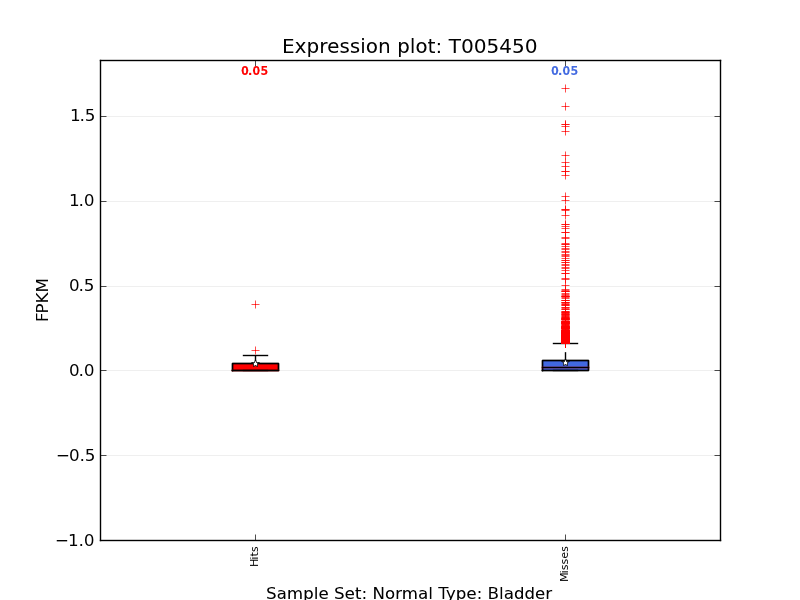 Expression plot: T005450
0.05
0.05
1.5
1.0
0.5
0.0
−0.5
−1.0
FPKM
Hits
Misses
Sample Set: Normal Type: Bladder